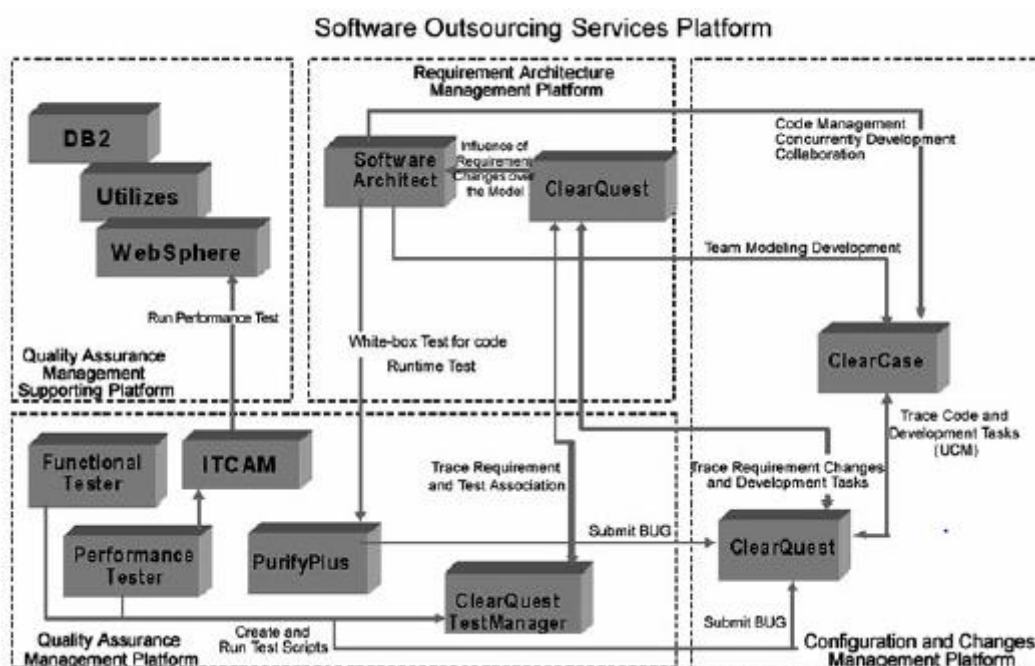 Software Outsourcing Services Platform
Requirement Architecture
Management Platform
DB2
Utilizes
WebSphere
Run Performance Test
Quality Assurance
Management
Supporting Platform
Software
Architect
Influence of
Requirement
Changes over
the Model
ClearQuest
Code Management
Concurrently Development
Collaboration
Team Modeling Development
White-box Test for code
Runtime Test
ClearCase
Trace Code and
Development Tasks
(UCM)
Functional
Tester
ITCAM
Trace Requirement
and Test Association
Trace Requirement Changes
and Development Tasks
Performance
Tester
PurifyPlus
Submit BUG
ClearQuest
ClearQuest
TestManager
Create and
Run Test Scripts
Submit BUG
Quality Assurance
Management Platform
Configuration and Changes
Management Platform